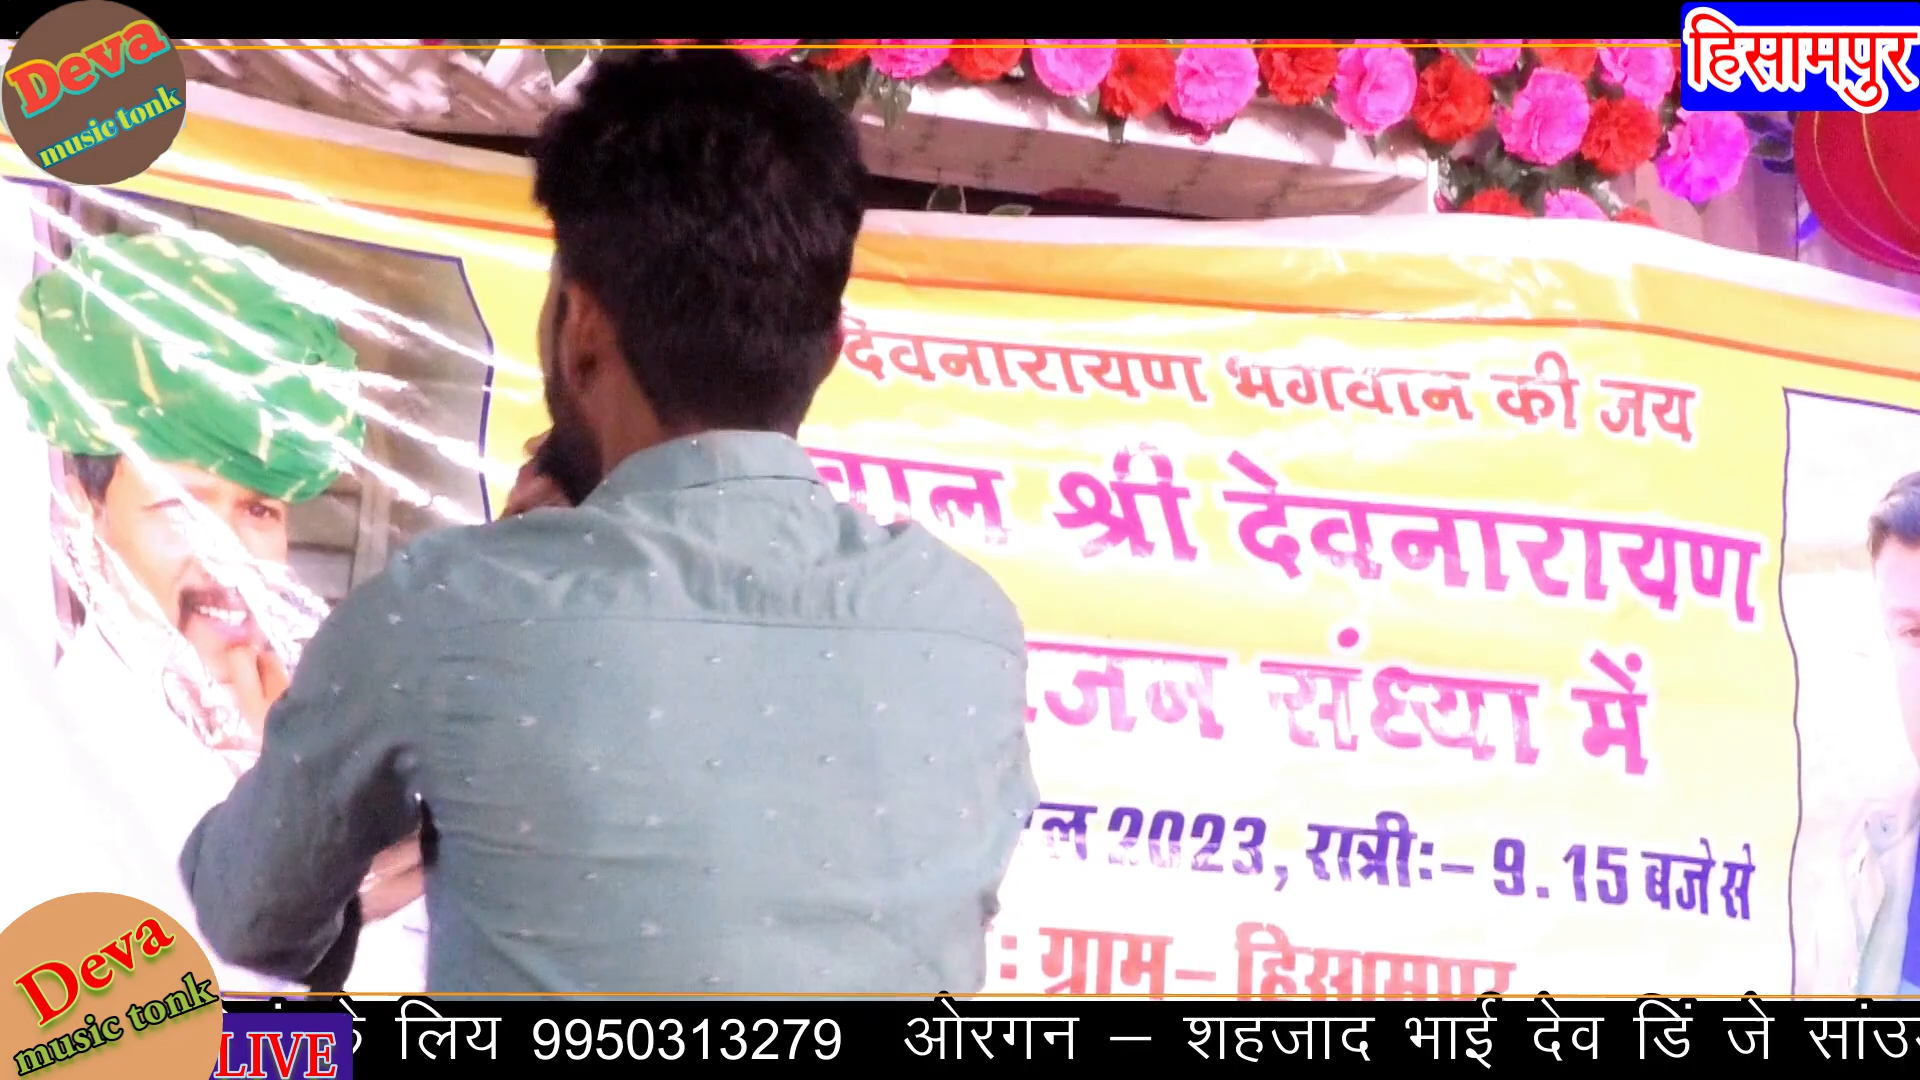 Deva
music tonk
हिसामपुर
देवनारायण भगवान की जय
श्री देवनारायण
संध्या में
2023, रात्री:– 9.15 बजे से
: ग्राम– हिसामपुर
Deva
music tonk
LIVE
के लिय 9950313279 ओरगन – शहजाद भाई देव डिं जे